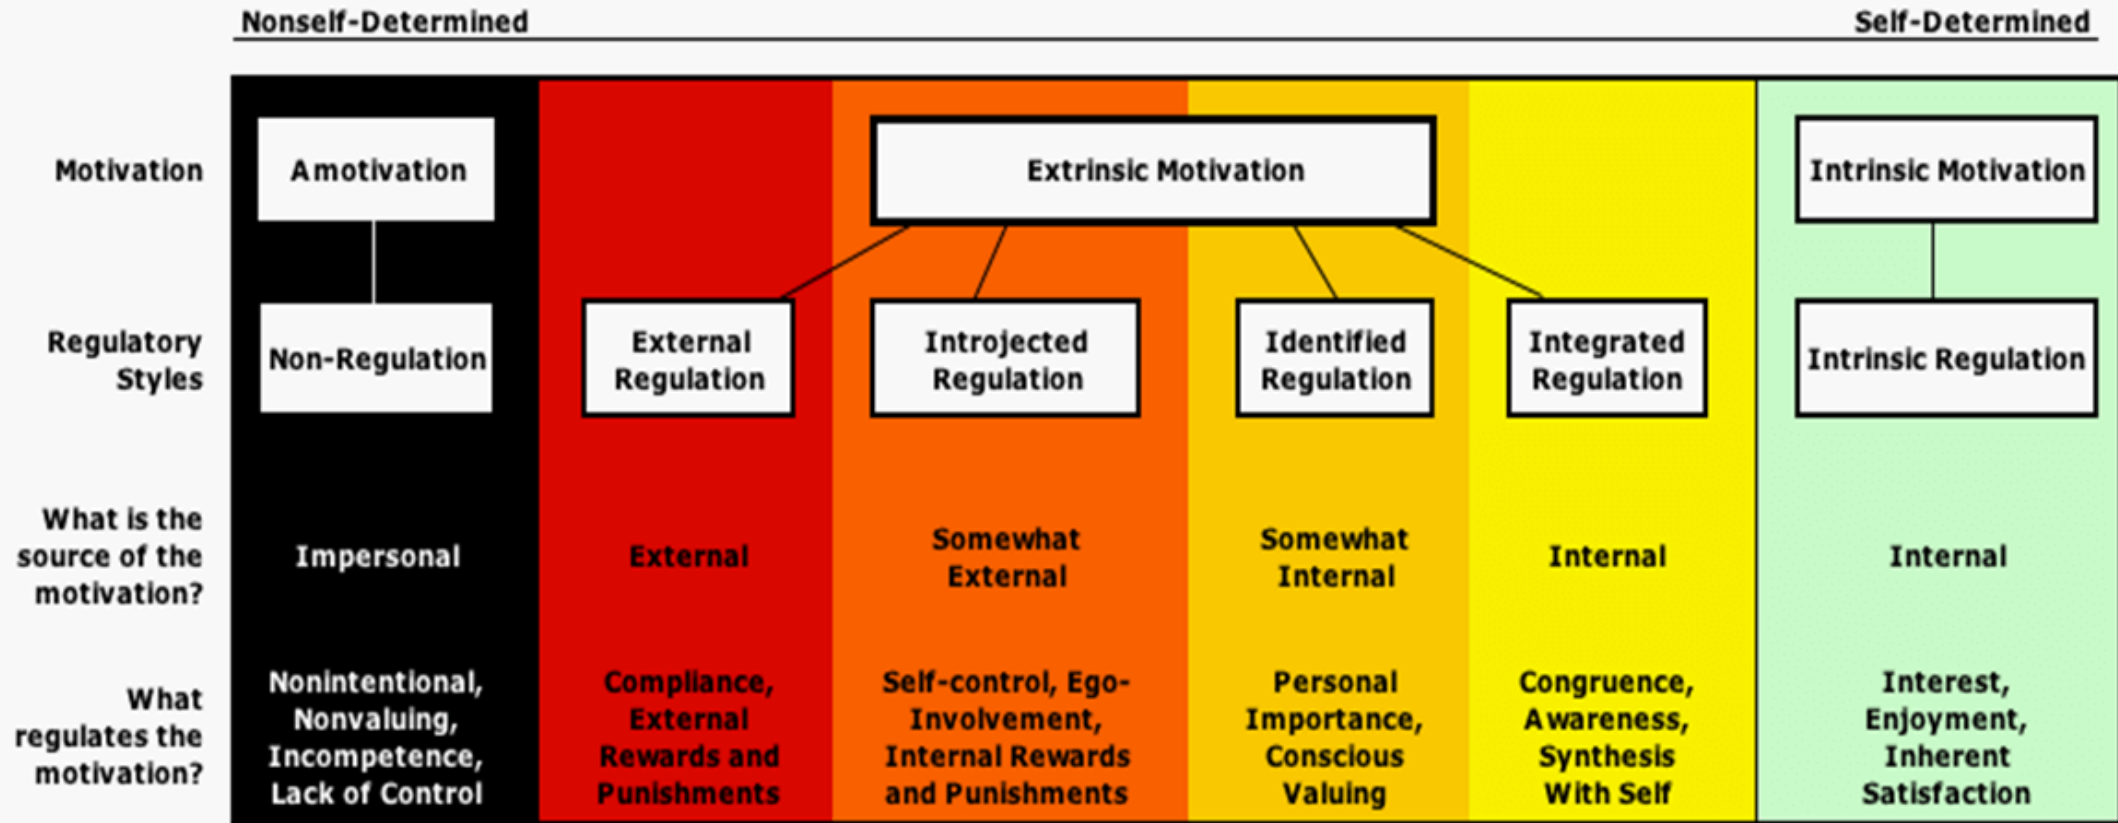 Nonself-Determined
Self-Determined
Motivation
Amotivation
Extrinsic Motivation
Intrinsic Motivation
Regulatory
Styles
Non-Regulation
External
Regulation
Introjected
Regulation
Identified
Regulation
Integrated
Regulation
Intrinsic Regulation
What is the
source of the
motivation?
Impersonal
External
Somewhat
External
Somewhat
Internal
Internal
Internal
What
regulates the
motivation?
Nonintentional,
Nonvaluing,
Incompetence,
Lack of Control
Compliance,
External
Rewards and
Punishments
Self-control, Ego-
Involvement,
Internal Rewards
and Punishments
Personal
Importance,
Conscious
Valuing
Congruence,
Awareness,
Synthesis
With Self
Interest,
Enjoyment,
Inherent
Satisfaction